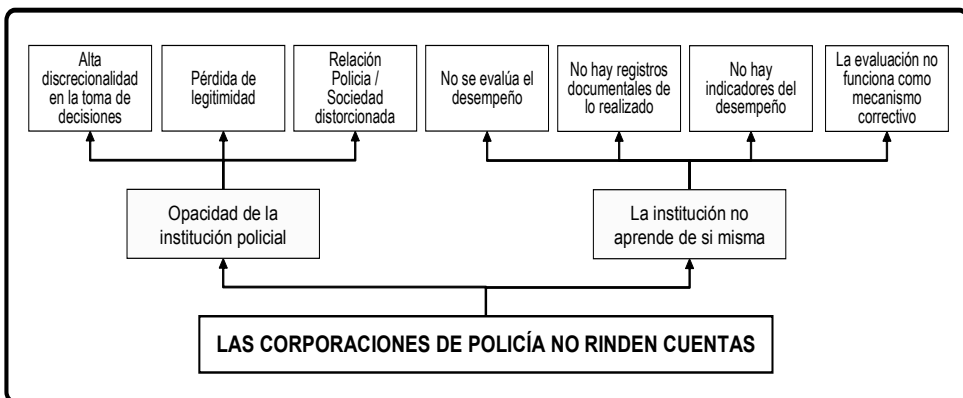 Alta
discrecionalidad
en la toma de
decisiones
Pérdida de
legitimidad
Relación
Policia /
Sociedad
distorcionada
No se evalúa el
desempeño
No hay registros
documentales de
lo realizado
No hay
indicadores del
desempeño
La evaluación no
funciona como
mecanismo
correctivo
Opacidad de la
institución policial
La institución no
aprende de si misma
LAS CORPORACIONES DE POLICÍA NO RINDEN CUENTAS